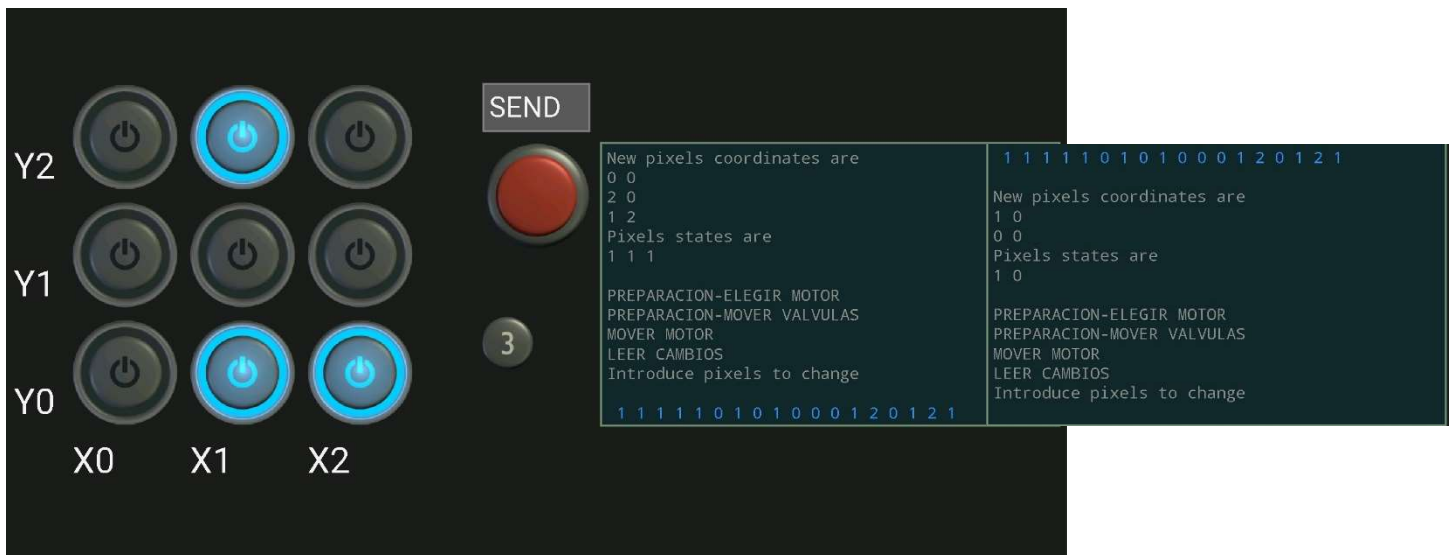 Y2
Y1
Y0
X0 X1 X2
SEND
3
New pixels coordinates are
0 0
2 0
1 2
Pixels states are
1 1 1
PREPARACION-ELEGIR MOTOR
PREPARACION-MOVER VALVULAS
MOVER MOTOR
LEER CAMBIOS
Introduce pixels to change
1 1 1 1 1 0 1 0 1 0 0 0 1 2 0 1 2 1
1 1 1 1 1 0 1 0 1 0 0 0 1 2 0 1 2 1
New pixels coordinates are
1 0
0 0
Pixels states are
1 0
PREPARACION-ELEGIR MOTOR
PREPARACION-MOVER VALVULAS
MOVER MOTOR
LEER CAMBIOS
Introduce pixels to change